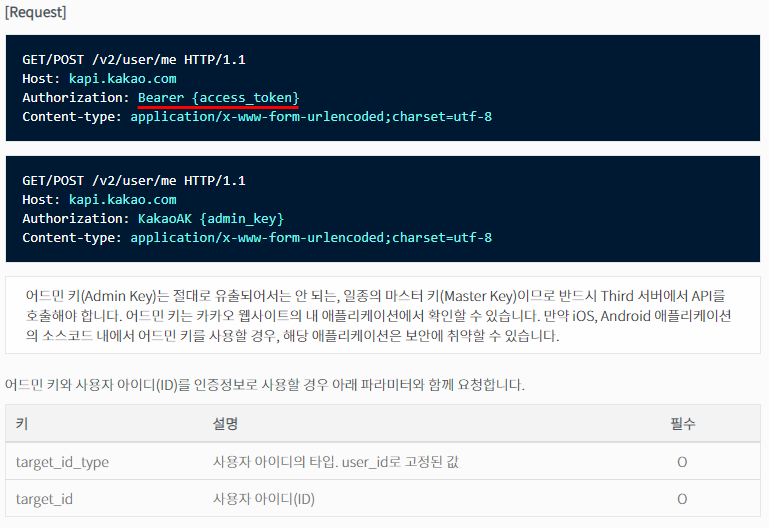 [Request]
GET/POST /v2/user/me HTTP/1.1
Host: kapi.kakao.com
Authorization: Bearer {access_token}
Content-type: application/x-www-form-urlencoded;charset=utf-8
GET/POST /v2/user/me HTTP/1.1
Host: kapi.kakao.com
Authorization: KakaoAK {admin_key}
Content-type: application/x-www-form-urlencoded;charset=utf-8
어드민 키(Admin Key)는 절대로 유출되어서는 안 되는, 일종의 마스터 키(Master Key)이므로 반드시 Third 서버에서 API를
호출해야 합니다. 어드민 키는 카카오 웹사이트의 내 애플리케이션에서 확인할 수 있습니다. 만약 iOS, Android 애플리케이션
의 소스코드 내에서 어드민 키를 사용할 경우, 해당 애플리케이션은 보안에 취약할 수 있습니다.
어드민 키와 사용자 아이디(ID)를 인증정보로 사용할 경우 아래 파라미터와 함께 요청합니다.
키 설명 필수
target_id_type 사용자 아이디의 타입. user_id로 고정된 값 O
target_id 사용자 아이디(ID) O